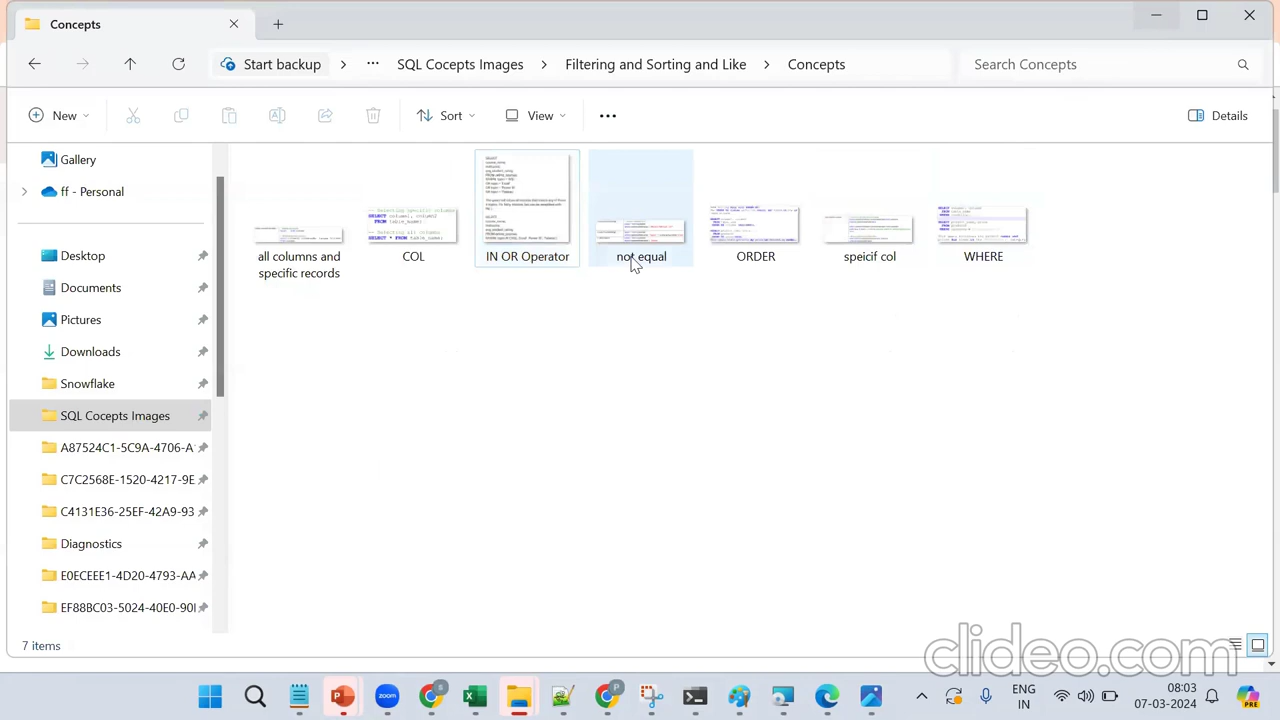 Concepts
Start backup
SQL Cocepts Images
Filtering and Sorting and Like
Concepts
Search Concepts
New
Sort
View
Details
Gallery
ff - Personal
Desktop
Documents
Pictures
Downloads
Snowflake
SQL Cocepts Images
A87524C1-5C9A-4706-A
C7C2568E-1520-4217-9E
C4131E36-25EF-42A9-93
Diagnostics
E0ECEEE1-4D20-4793-AA
EF88BC03-5024-40E0-90
all columns and
specific records
COL
IN OR Operator
not equal
ORDER
speicif col
WHERE
7 items
clideo.com
ENG
IN
08:03
07-03-2024
PRE